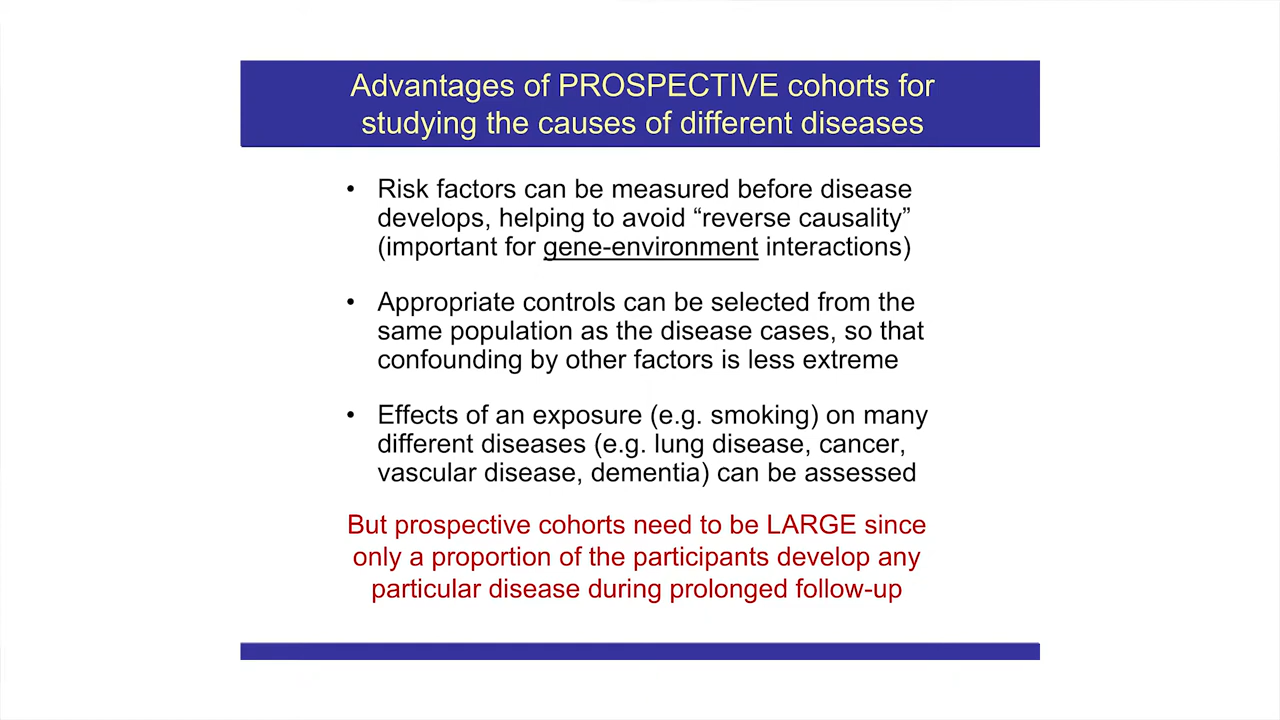 Advantages of PROSPECTIVE cohorts for
studying the causes of different diseases
• Risk factors can be measured before disease
develops, helping to avoid “reverse causality”
(important for gene-environment interactions)
• Appropriate controls can be selected from the
same population as the disease cases, so that
confounding by other factors is less extreme
• Effects of an exposure (e.g. smoking) on many
different diseases (e.g. lung disease, cancer,
vascular disease, dementia) can be assessed
But prospective cohorts need to be LARGE since
only a proportion of the participants develop any
particular disease during prolonged follow-up